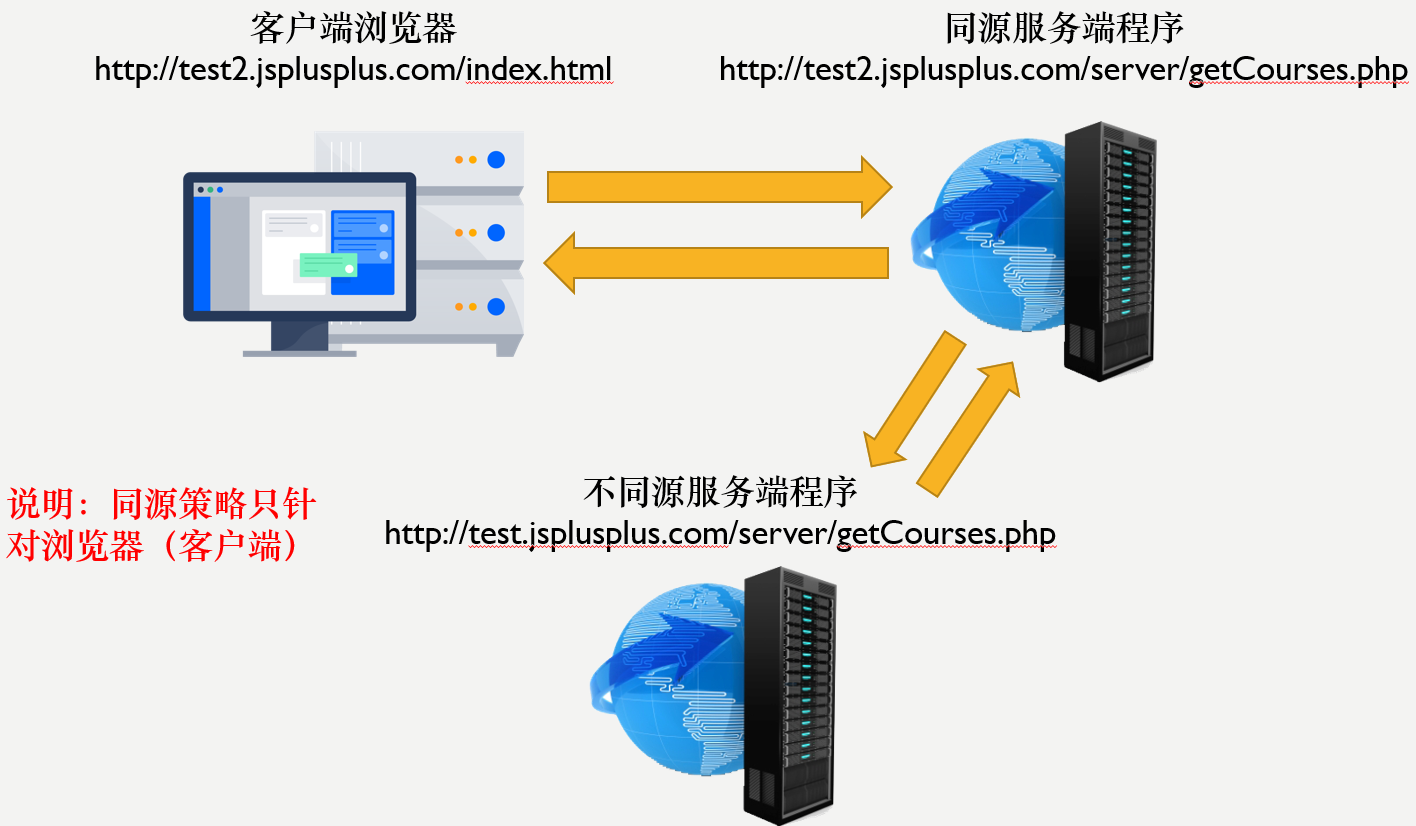 客户端浏览器
http://test2.jsplusplus.com/index.html
同源服务端程序
http://test2.jsplusplus.com/server/getCourses.php
说明：同源策略只针
对浏览器（客户端）
不同源服务端程序
http://test.jsplusplus.com/server/getCourses.php